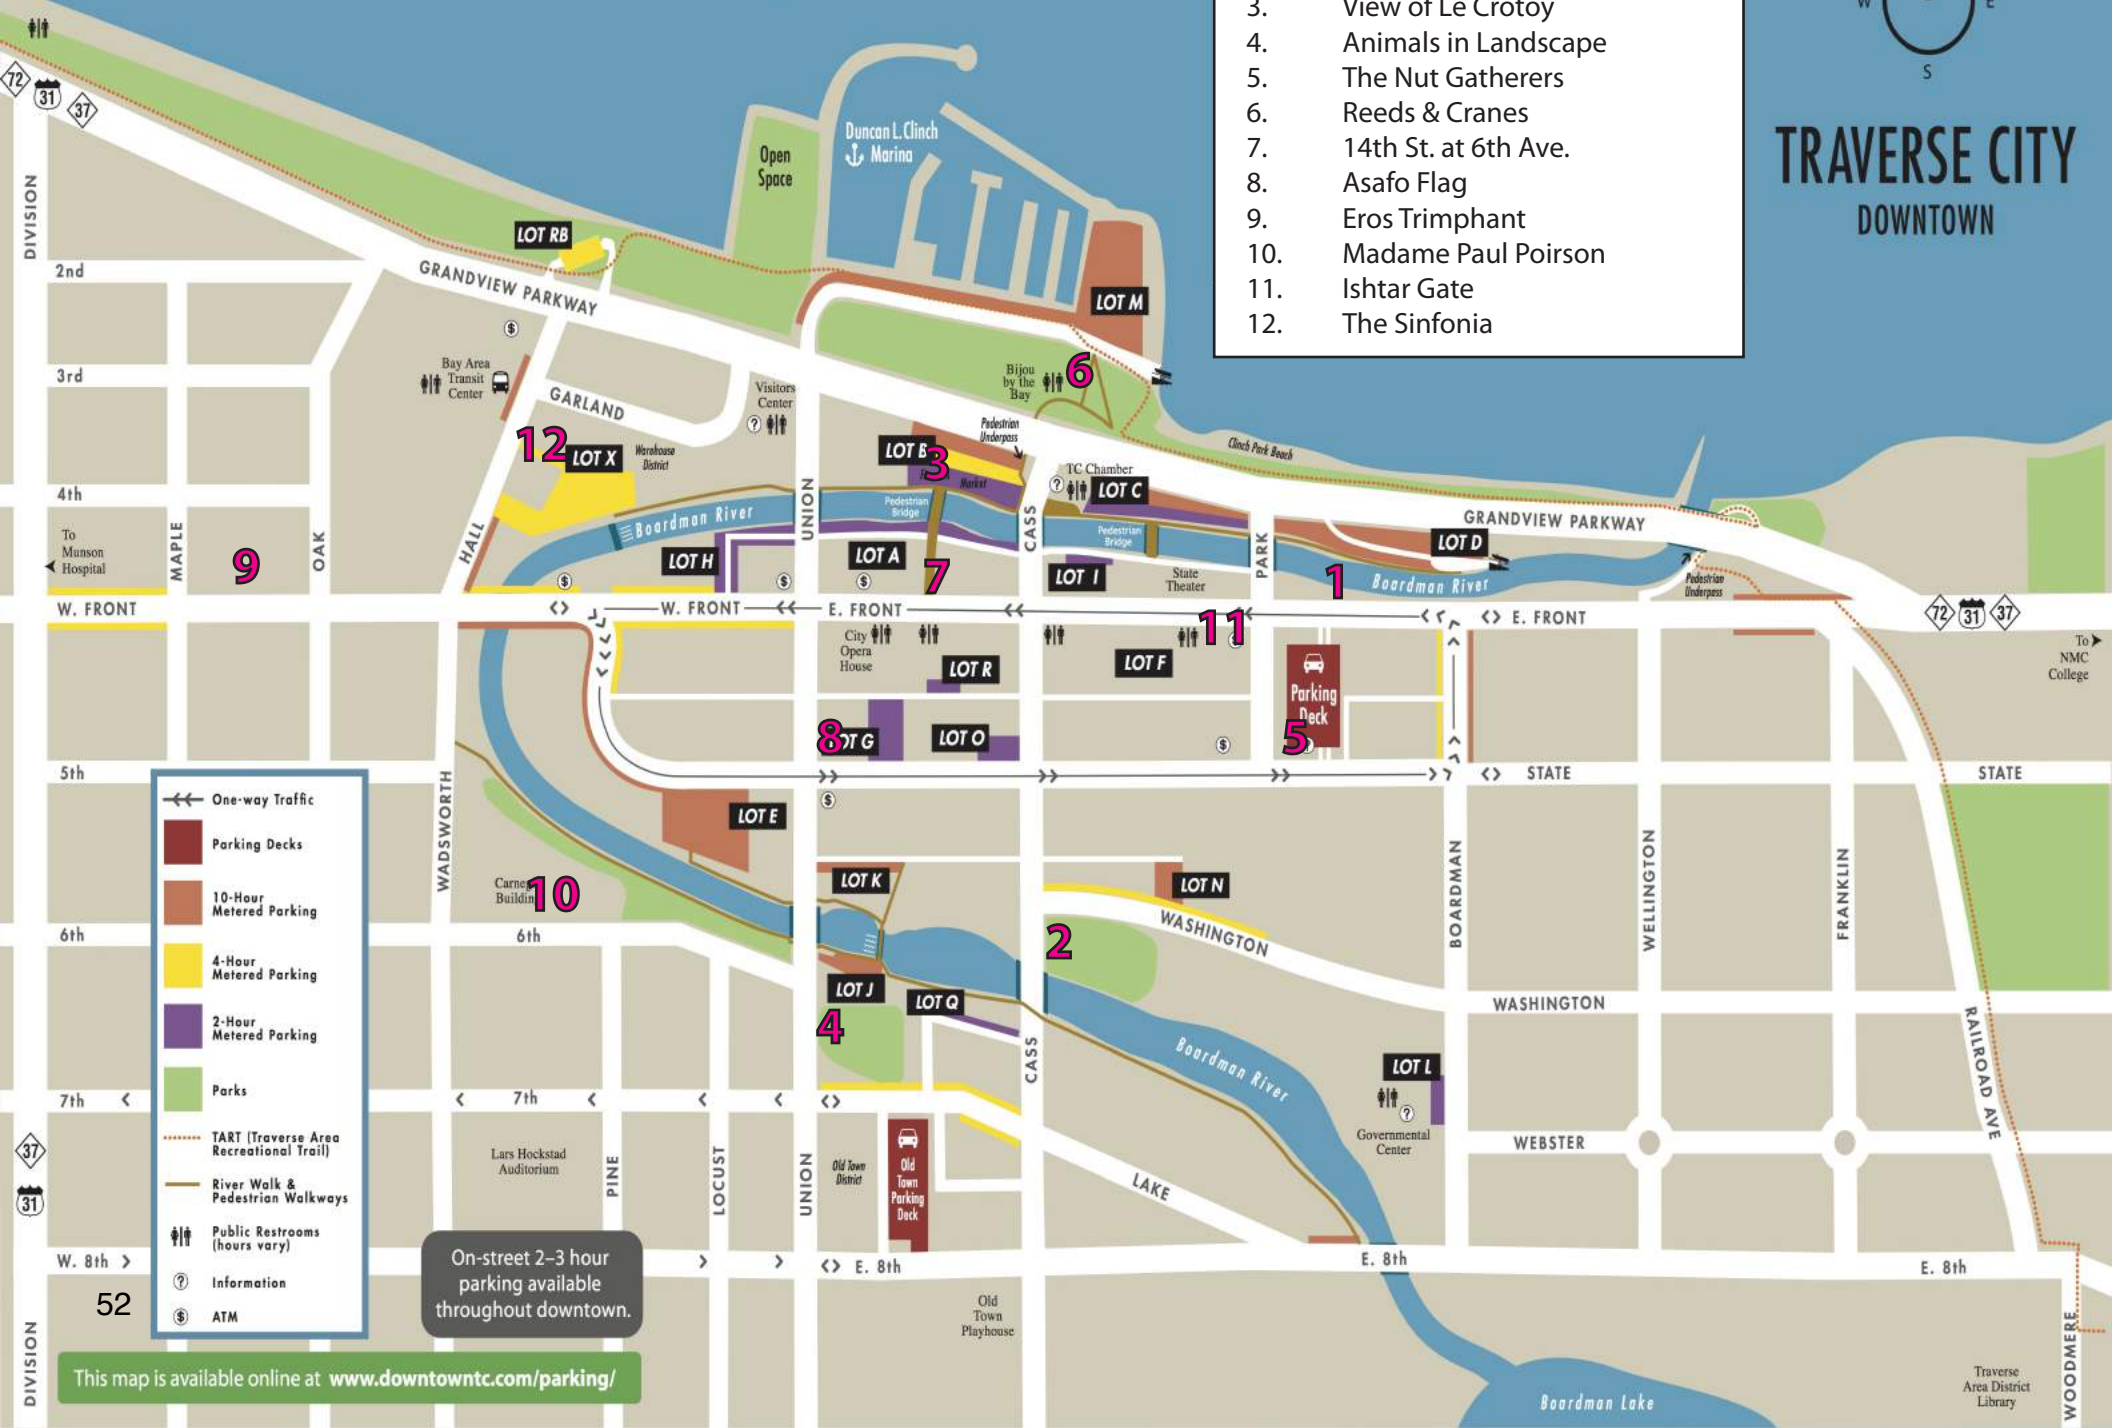 3. View of Le Crotoy
4. Animals in Landscape
5. The Nut Gatherers
6. Reeds & Cranes
7. 14th St. at 6th Ave.
8. Asafo Flag
9. Eros Trimphant
10. Madame Paul Poirson
11. Ishtar Gate
12. The Sinfonia
W
E
S
TRAVERSE CITY
DOWNTOWN
72
31
37
DIVISION
Duncan L. Clinch
Marina
Open
Space
LOT RB
LOT M
2nd
GRANDVIEW PARKWAY
$
3rd
Bay Area
Transit
Center
GARLAND
Visitors
Center
?
Bijou
by the
Bay
6
Pedestrian
Underpass
Clinch Park Beach
12
LOT X
Warehouse
District
LOT B
3
Market
TC Chamber
?
LOT C
4th
To
Munson
Hospital
MAPLE
9
OAK
HALL
Boardman River
UNION
Pedestrian
Bridge
CASS
Pedestrian
Bridge
PARK
GRANDVIEW PARKWAY
LOT D
LOT H
LOT A
7
LOT I
State
Theater
1
Boardman River
Pedestrian
Underpass
$
$
$
W. FRONT
W. FRONT
E. FRONT
E. FRONT
72
31
37
To
NMC
College
City
Opera
House
11
$
LOT R
LOT F
Parking
Deck
5
?
8
OT G
LOT O
$
5th
STATE
STATE
$
LOT E
WADSWORTH
Carne
Buildin
10
LOT K
LOT N
WASHINGTON
BOARDMAN
WELLINGTON
FRANKLIN
6th
6th
2
LOT J
LOT Q
4
WASHINGTON
RAILROAD AVE
CASS
Boardman River
LOT L
?
Governmental
Center
7th
7th
WEBSTER
Lars Hockstad
Auditorium
PINE
LOCUST
UNION
Old Town
District
Old
Town
Parking
Deck
LAKE
37
31
W. 8th
E. 8th
E. 8th
E. 8th
One-way Traffic
Parking Decks
10-Hour
Metered Parking
4-Hour
Metered Parking
2-Hour
Metered Parking
Parks
TART (Traverse Area
Recreational Trail)
River Walk &
Pedestrian Walkways
Public Restrooms
(hours vary)
? Information
$ ATM
52
On-street 2–3 hour
parking available
throughout downtown.
Old
Town
Playhouse
DIVISION
This map is available online at www.downtowntc.com/parking/
Boardman Lake
Traverse
Area District
Library
WOODMERE